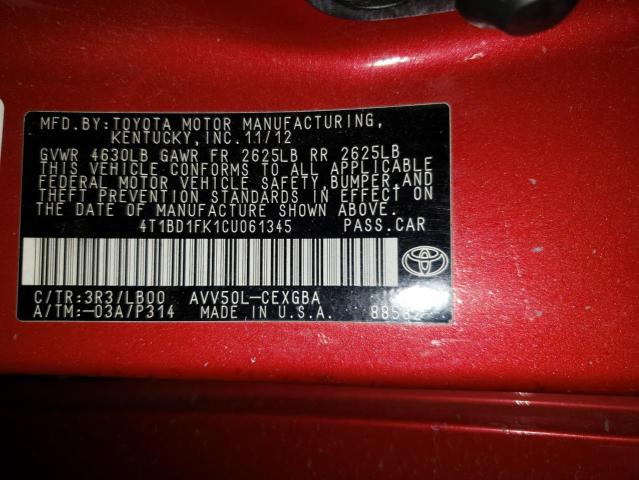 MFD.BY:TOYOTA MOTOR MANUFACTURING,
KENTUCKY, INC. 11/12
GVWR 4630LB GAWR FR 2625LB RR 2625LB
THIS VEHICLE CONFORMS TO ALL APPLICABLE
FEDERAL MOTOR VEHICLE SAFETY, BUMPER, AND
THEFT PREVENTION STANDARDS IN EFFECT ON
THE DATE OF MANUFACTURE SHOWN ABOVE.
4T1BD1FK1CU061345 PASS.CAR
C/TR:3R3/LB00 AVV50L-CEXGBA
A/TM:-03A/P314 MADE IN U.S.A.